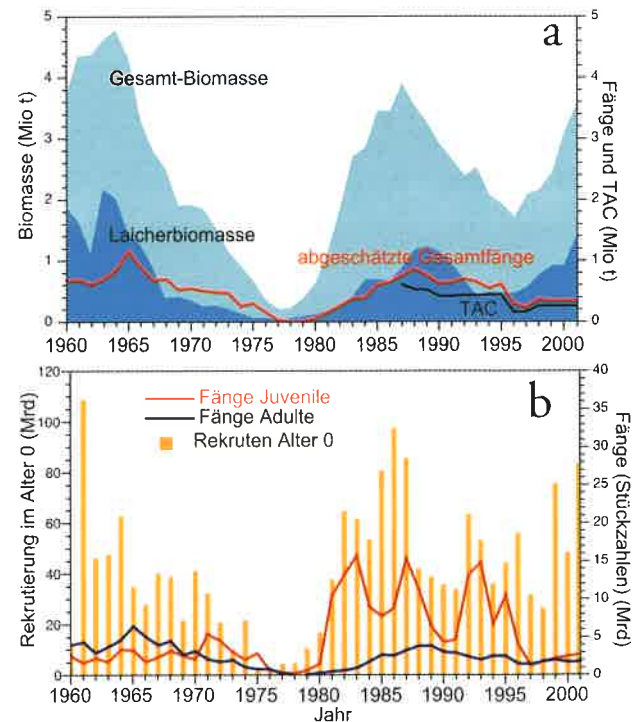 a
Gesamt-Biomasse
Laicherbiomasse
abgeschätzte Gesamtfänge
TAC
Biomasse (Mio t)
Fänge und TAC (Mio t)
5
4
3
2
1
0
5
4
3
2
1
0
1960 1965 1970 1975 1980 1985 1990 1995 2000
b
Fänge Juvenile
Fänge Adulte
Rekruten Alter 0
Rekrutierung im Alter 0 (Mrd)
Fänge (Stückzahlen) (Mrd)
120
100
80
60
40
20
0
40
35
30
25
20
15
10
5
0
1960 1965 1970 1975 1980 1985 1990 1995 2000
Jahr